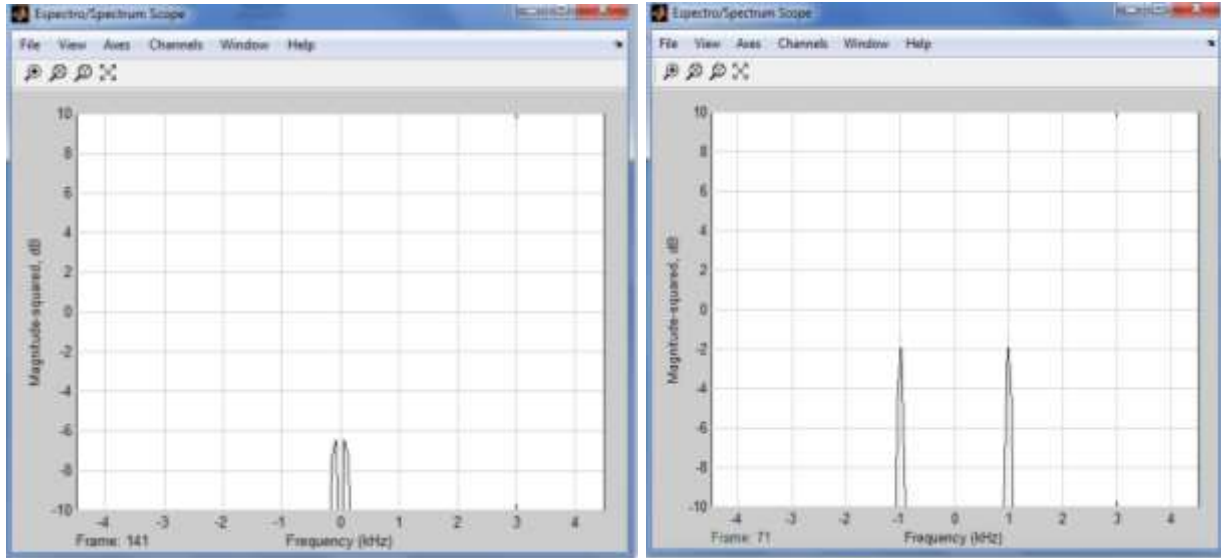 Espectro/Spectrum Scope
File View Axes Channels Window Help
10
8
6
4
2
0
-2
-4
-6
-8
-10
Magnitude-squared, dB
-4 -3 -2 -1 0 1 2 3 4
Frame: 141 Frequency (kHz)
Espectro/Spectrum Scope
File View Axes Channels Window Help
10
8
6
4
2
0
-2
-4
-6
-8
-10
Magnitude-squared, dB
-4 -3 -2 -1 0 1 2 3 4
Frame: 71 Frequency (kHz)